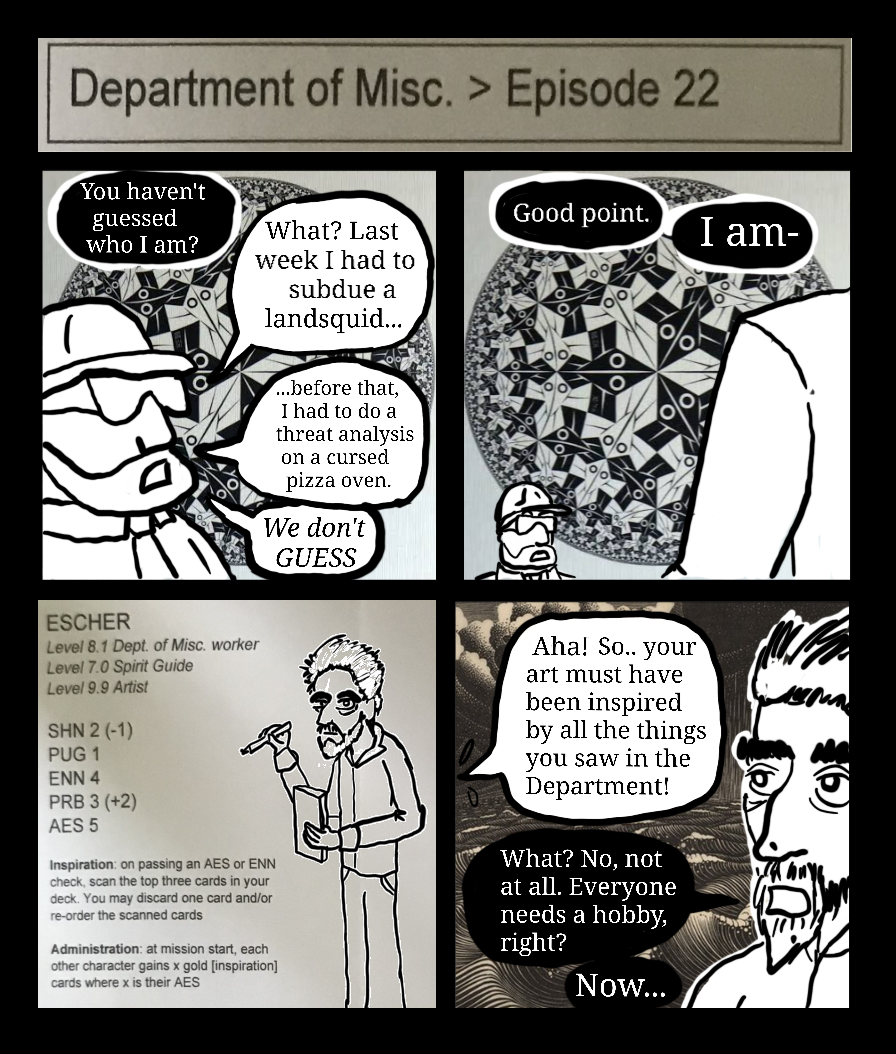 Department of Misc. > Episode 22
You haven't
guessed
who I am?
What? Last
week I had to
subdue a
landsquid...
...before that,
I had to do a
threat analysis
on a cursed
pizza oven.
We don't
GUESS
Good point.
I am-
ESCHER
Level 8.1 Dept. of Misc. worker
Level 7.0 Spirit Guide
Level 9.9 Artist
SHN 2 (-1)
PUG 1
ENN 4
PRB 3 (+2)
AES 5
Inspiration: on passing an AES or ENN
check, scan the top three cards in your
deck. You may discard one card and/or
re-order the scanned cards
Administration: at mission start, each
other character gains x gold [inspiration]
cards where x is their AES
Aha! So.. your
art must have
been inspired
by all the things
you saw in the
Department!
What? No, not
at all. Everyone
needs a hobby,
right?
Now...